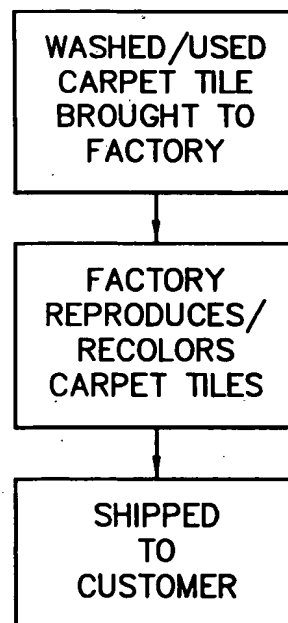 WASHED/USED
CARPET TILE
BROUGHT TO
FACTORY
FACTORY
REPRODUCES/
RECOLORS
CARPET TILES
SHIPPED
TO
CUSTOMER